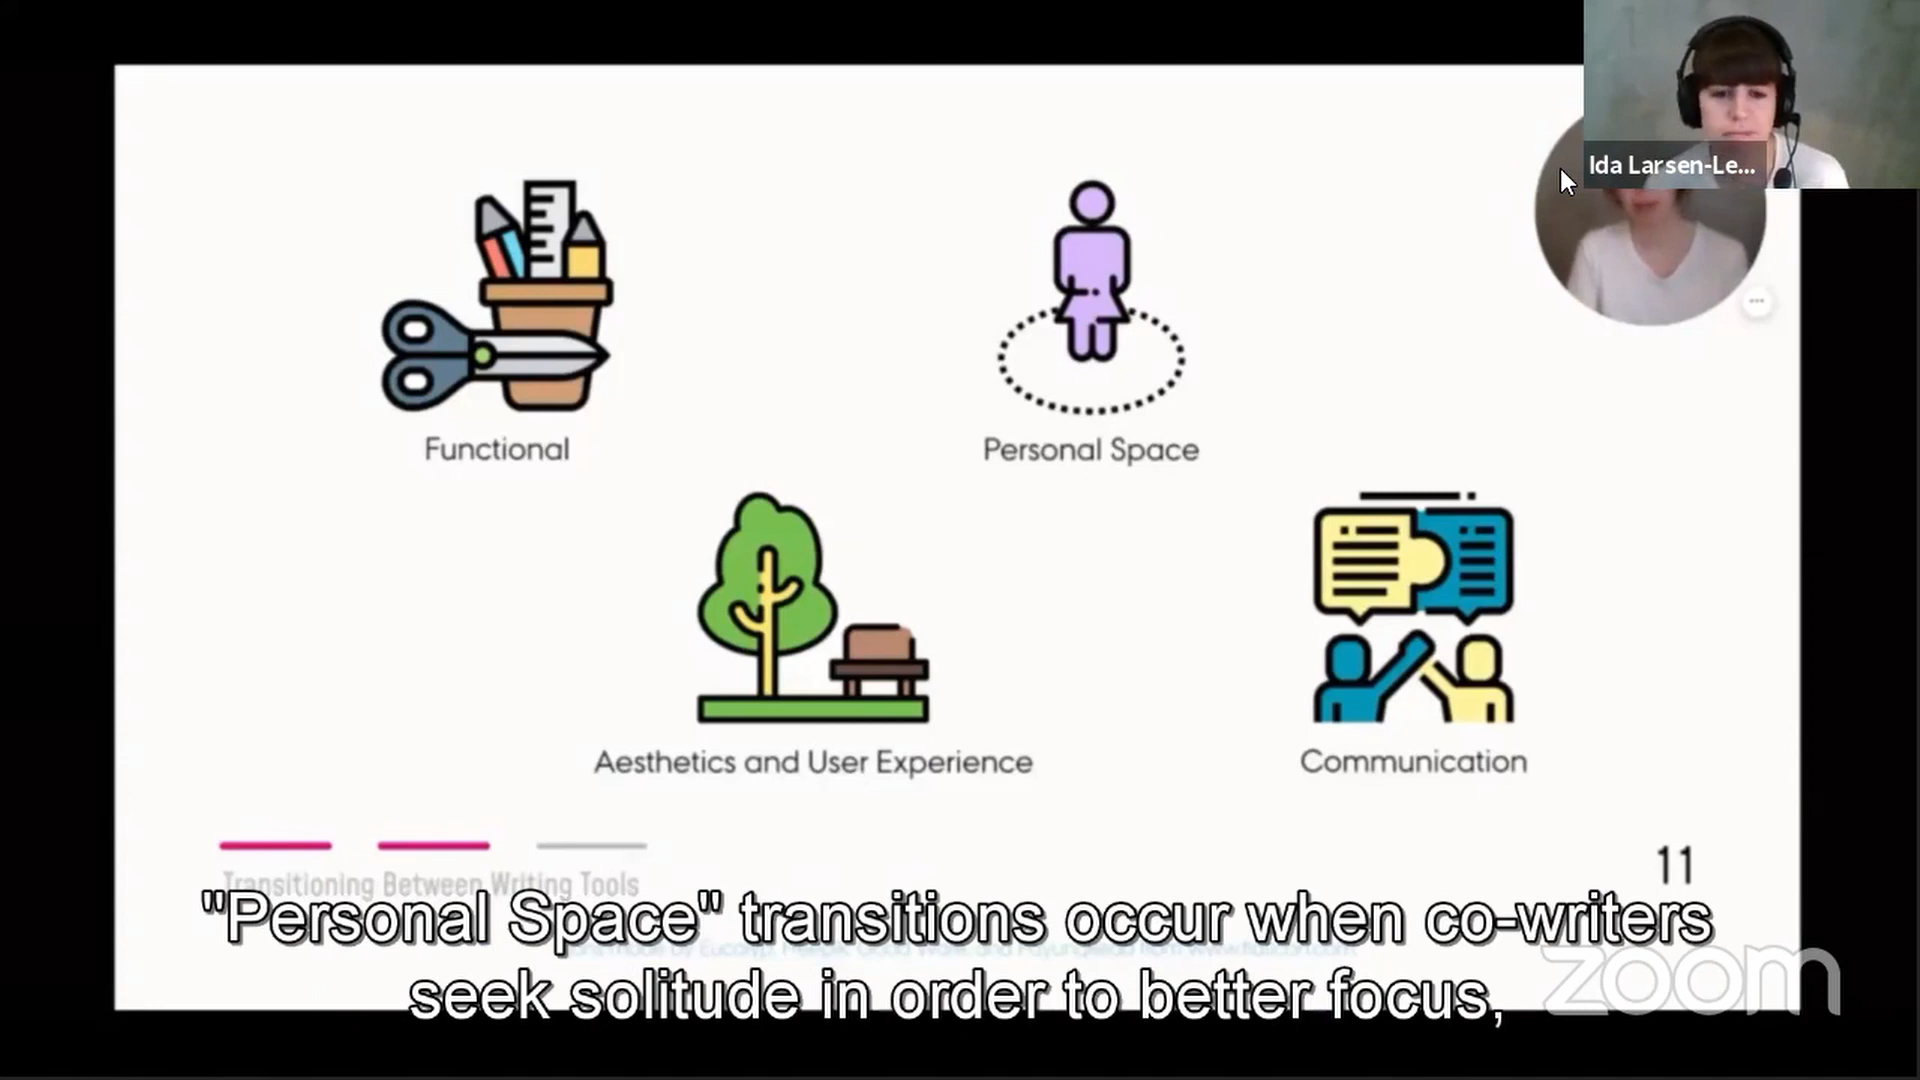 Ida Larsen-Le...
Functional
Personal Space
Aesthetics and User Experience
Communication
11
Transitioning Between Writing Tools
"Personal Space" transitions occur when co-writers
seek solitude in order to better focus,
zoom